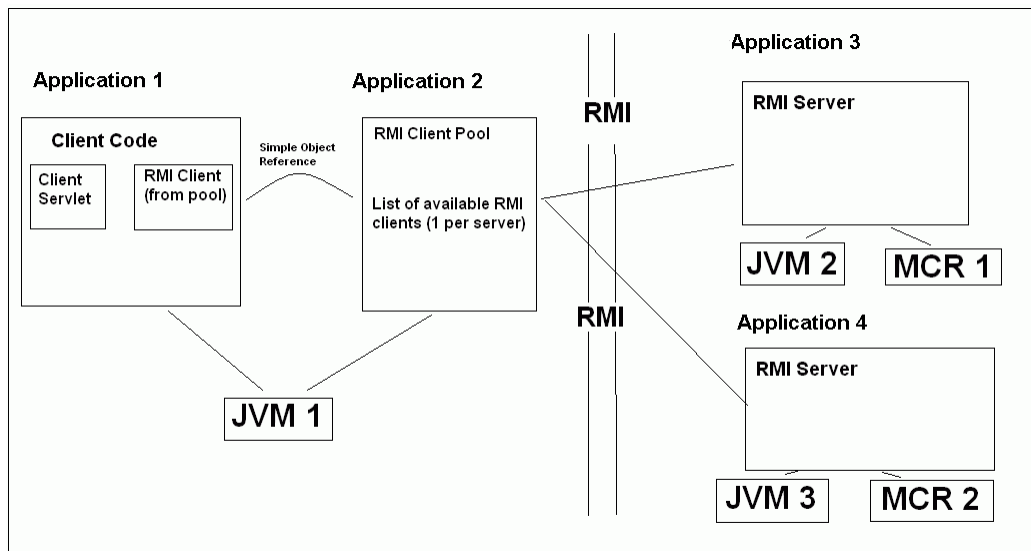 Application 1
Client Code
Client
Servlet
RMI Client
(from pool)
Simple Object
Reference
Application 2
RMI Client Pool
List of available RMI
clients (1 per server)
JVM 1
RMI
RMI
Application 3
RMI Server
JVM 2
MCR 1
Application 4
RMI Server
JVM 3
MCR 2